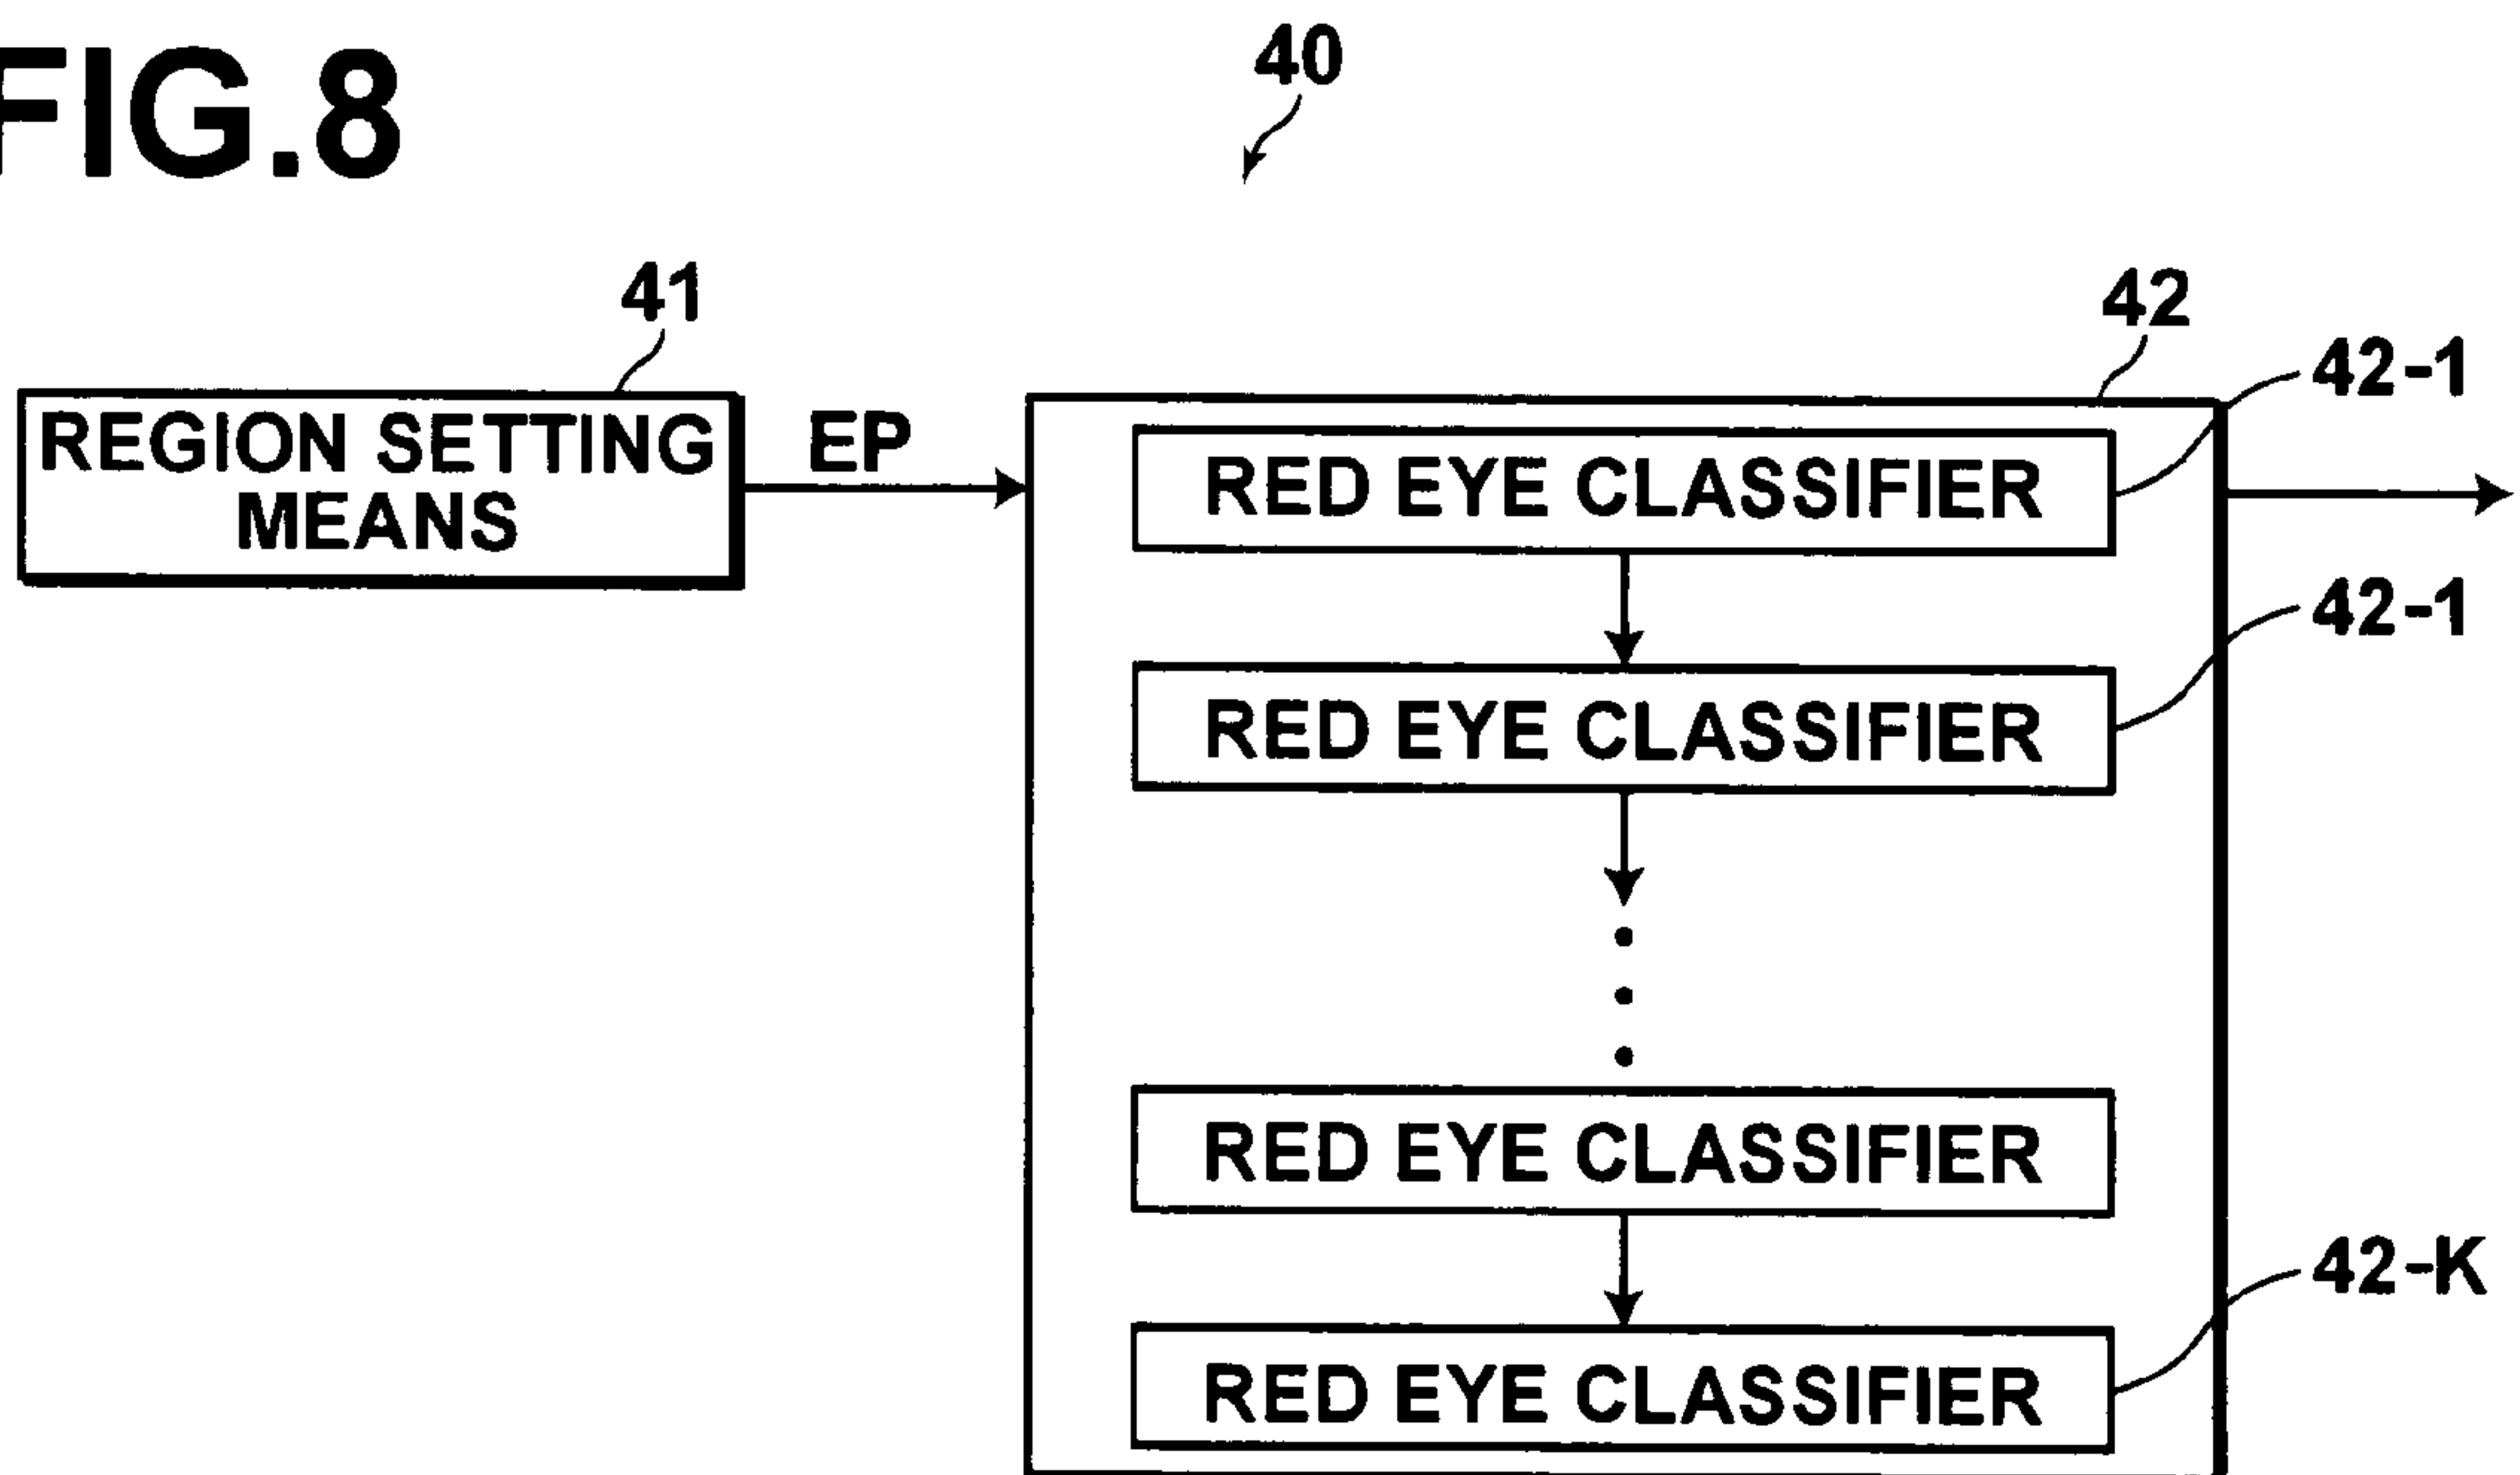 FIG.8
40
41
42
42-1
REGION SETTING
MEANS
EP
RED EYE CLASSIFIER
42-1
RED EYE CLASSIFIER
RED EYE CLASSIFIER
42-K
RED EYE CLASSIFIER